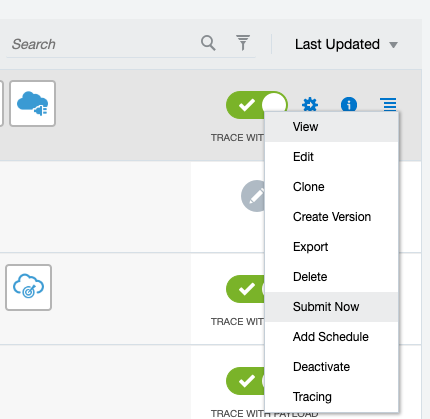 Search
Last Updated
TRACE WIT
View
Edit
Clone
Create Version
Export
Delete
Submit Now
TRACE WIT
Add Schedule
Deactivate
Tracing
TRACE WITH PAYLOAD